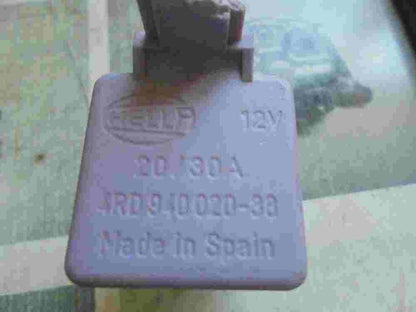 HELLA 12V
20/30A
4RD 940 020-38
Made in Spain